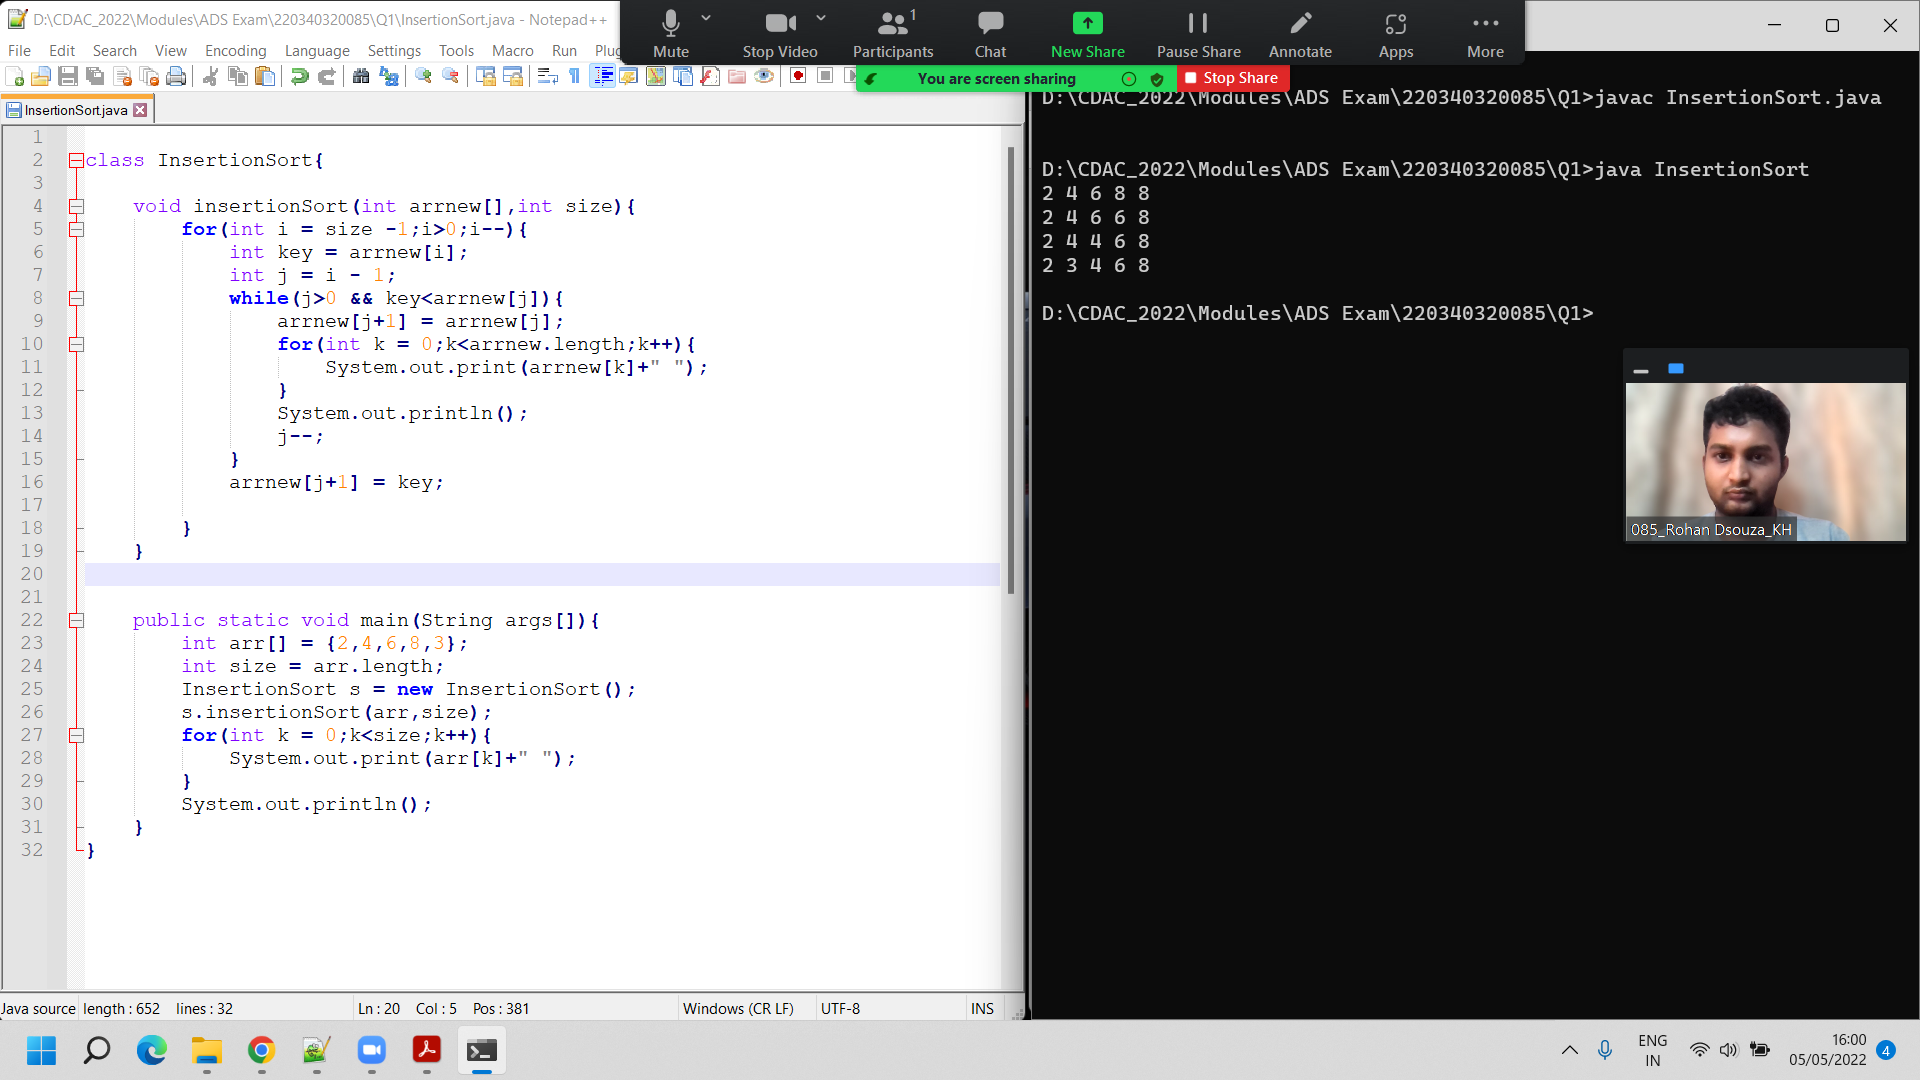 D:\CDAC_2022\Modules\ADS Exam\220340320085\Q1\InsertionSort.java - Notepad++
File Edit Search View Encoding Language Settings Tools Macro Run
Mute Stop Video Participants 1 Chat New Share Pause Share Annotate Apps More
You are screen sharing Stop Share
InsertionSort.java
1
2 class InsertionSort{
3
4 void insertionSort(int arrnew[],int size){
5 for(int i = size -1;i>0;i--){
6 int key = arrnew[i];
7 int j = i - 1;
8 while(j>0 && key<arrnew[j]){
9 arrnew[j+1] = arrnew[j];
10 for(int k = 0;k<arrnew.length;k++){
11 System.out.print(arrnew[k]+" ");
12 }
13 System.out.println();
14 j--;
15 }
16 arrnew[j+1] = key;
17
18 }
19 }
20
21
22 public static void main(String args[]){
23 int arr[] = {2,4,6,8,3};
24 int size = arr.length;
25 InsertionSort s = new InsertionSort();
26 s.insertionSort(arr,size);
27 for(int k = 0;k<size;k++){
28 System.out.print(arr[k]+" ");
29 }
30 System.out.println();
31 }
32 }
Java source length : 652 lines : 32 Ln : 20 Col : 5 Pos : 381 Windows (CR LF) UTF-8 INS
D:\CDAC_2022\Modules\ADS Exam\220340320085\Q1>javac InsertionSort.java
D:\CDAC_2022\Modules\ADS Exam\220340320085\Q1>java InsertionSort
2 4 6 8 8
2 4 6 6 8
2 4 4 6 8
2 3 4 6 8
D:\CDAC_2022\Modules\ADS Exam\220340320085\Q1>
085_Rohan Dsouza_KH
ENG
IN
16:00
05/05/2022
4